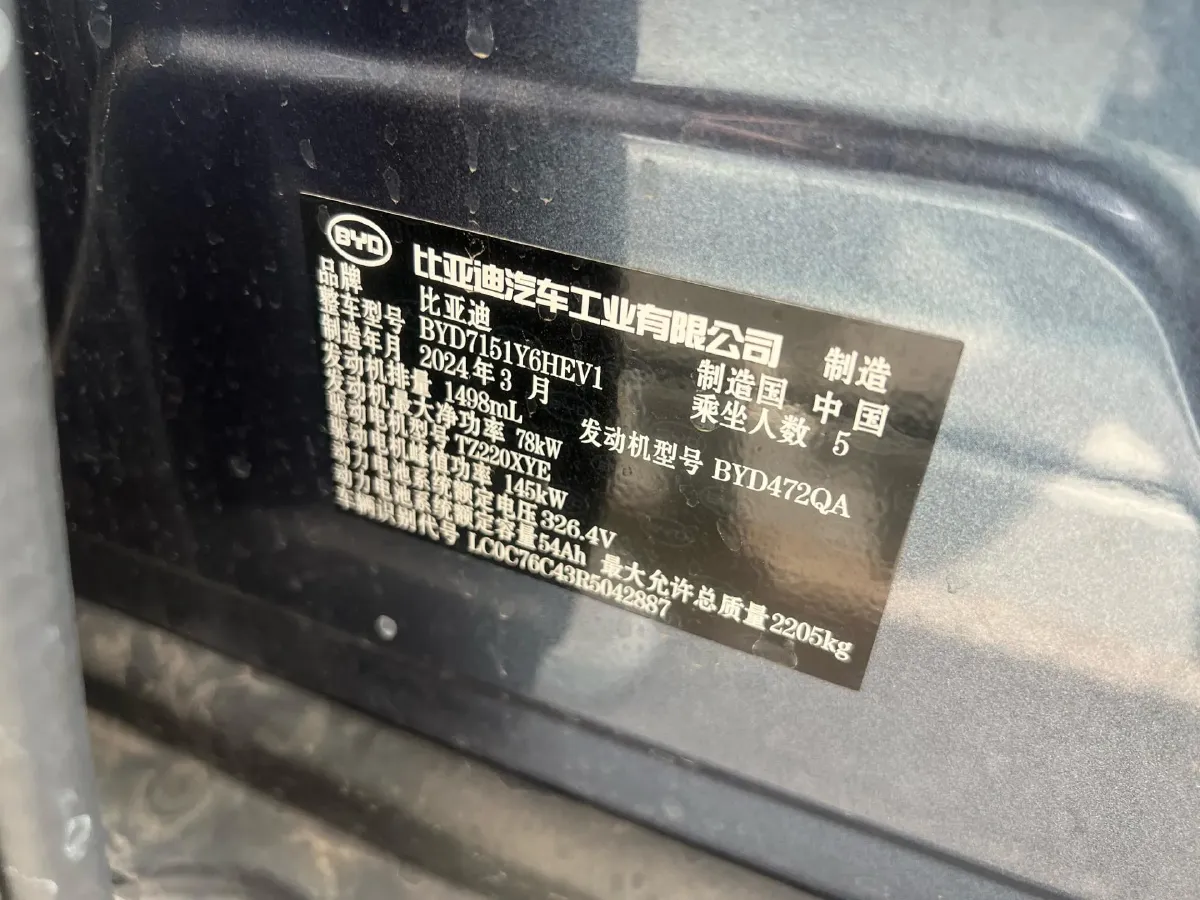 BYD 比亚迪汽车工业有限公司 制造
品牌 比亚迪 制造国 中国
整车型号 BYD7151Y6HEV1 乘坐人数 5
制造年月 2024年3月
发动机排量 1498mL 发动机型号 BYD472QA
发动机最大净功率 78kW
驱动电机型号 TZ220XYE
驱动电机峰值功率 145kW
动力电池系统额定电压 326.4V
动力电池系统额定容量 54Ah 最大允许总质量 2205kg
车辆识别代号 LC0C76C43R5042887